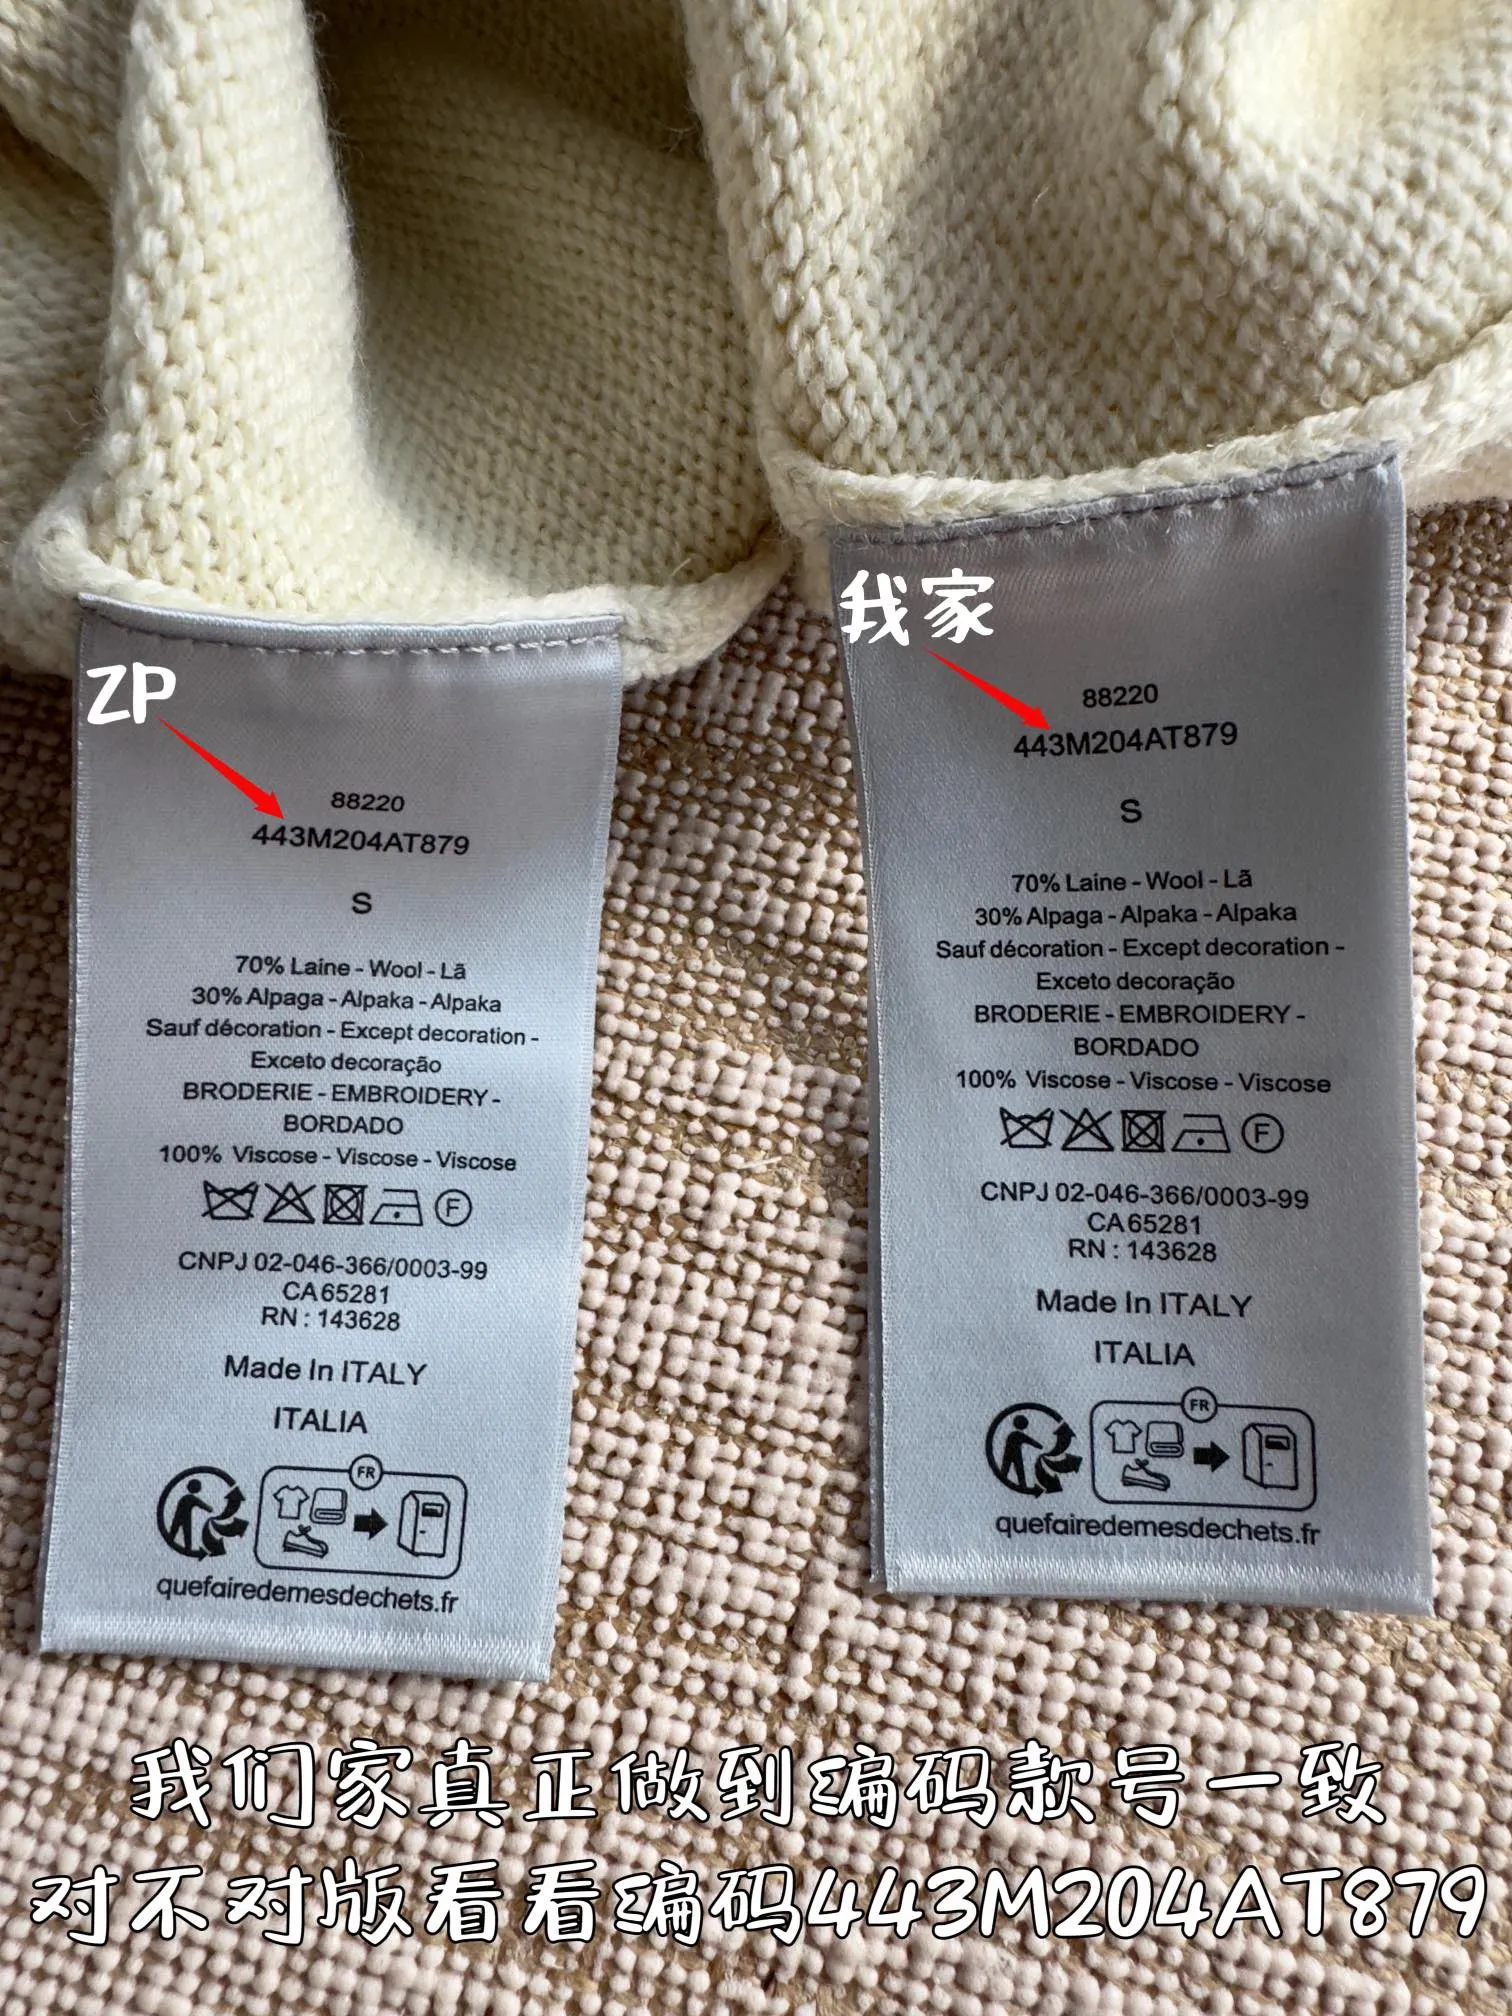 ZP
88220
443M204AT879
S
70% Laine - Wool - Lã
30% Alpaga - Alpaka - Alpaka
Sauf décoration - Except decoration -
Exceto decoração
BRODERIE - EMBROIDERY -
BORDADO
100% Viscose - Viscose - Viscose
F
CNPJ 02-046-366/0003-99
CA 65281
RN : 143628
Made In ITALY
ITALIA
FR
quefairedemesdechets.fr
我家
88220
443M204AT879
S
70% Laine - Wool - Lã
30% Alpaga - Alpaka - Alpaka
Sauf décoration - Except decoration -
Exceto decoração
BRODERIE - EMBROIDERY -
BORDADO
100% Viscose - Viscose - Viscose
F
CNPJ 02-046-366/0003-99
CA 65281
RN : 143628
Made In ITALY
ITALIA
FR
quefairedemesdechets.fr
我们家真正做到编码款号一致
对不对版看看编码443M204AT879